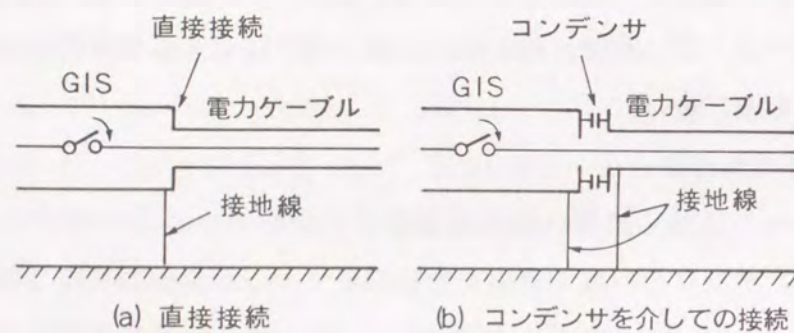 直接接続
GIS
電力ケーブル
接地線
(a) 直接接続
コンデンサ
GIS
電力ケーブル
接地線
(b) コンデンサを介しての接続